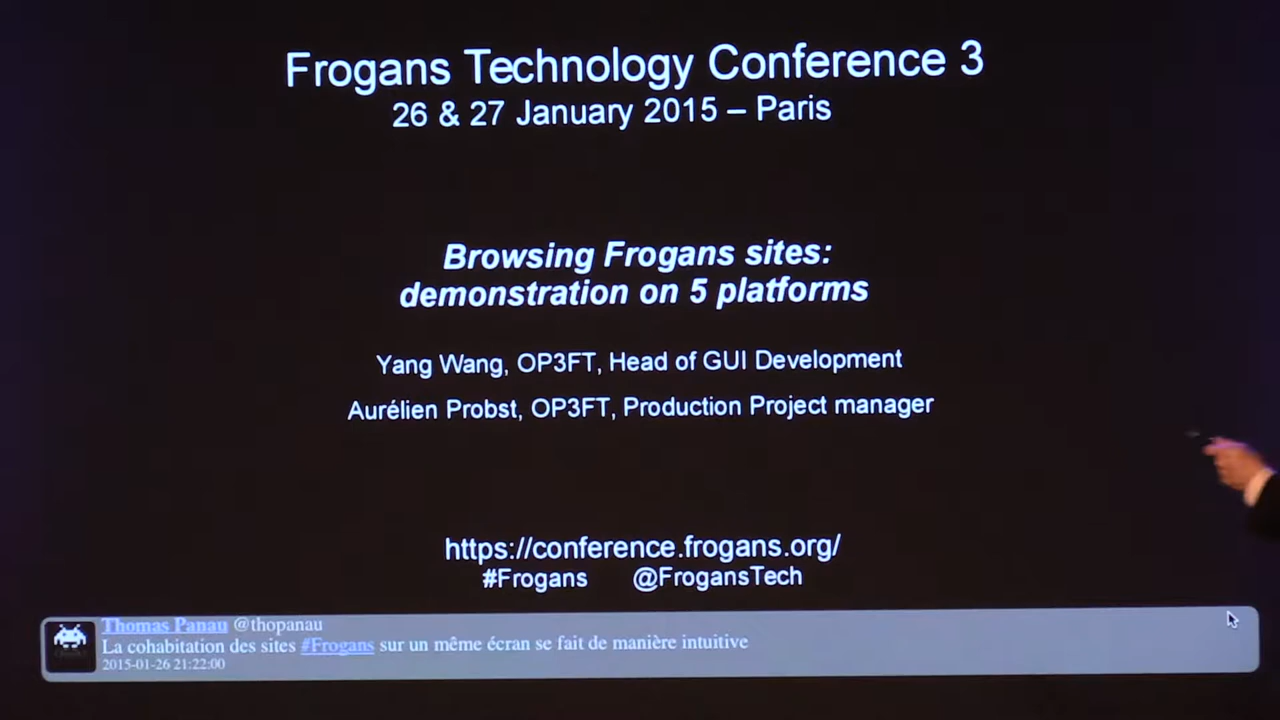 Frogans Technology Conference 3
26 & 27 January 2015 – Paris
Browsing Frogans sites:
demonstration on 5 platforms
Yang Wang, OP3FT, Head of GUI Development
Aurélien Probst, OP3FT, Production Project manager
https://conference.frogans.org/
#Frogans @FrogansTech
Thomas Panau @thopanau
La cohabitation des sites #Frogans sur un même écran se fait de manière intuitive
2015-01-26 21:22:00